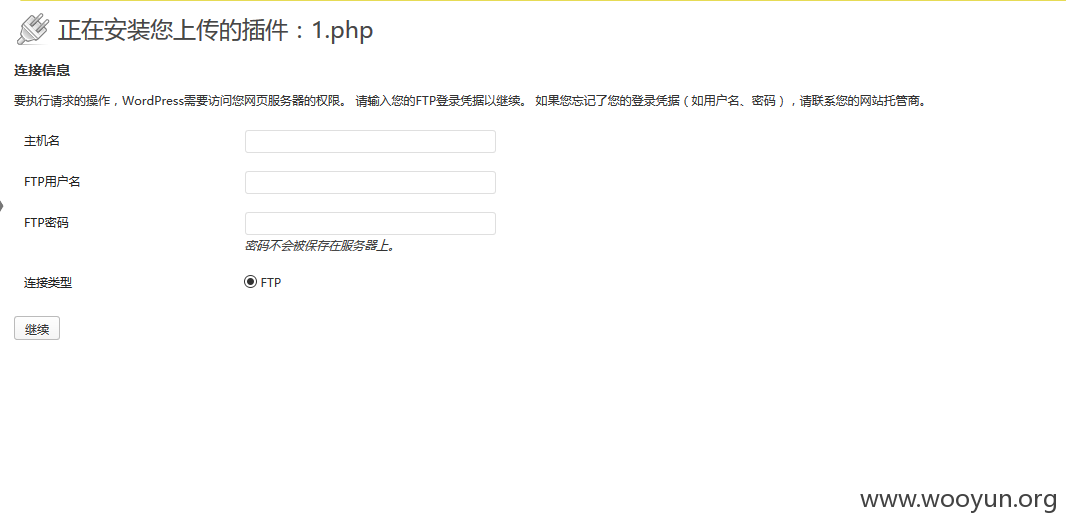 正在安装您上传的插件：1.php
连接信息
要执行请求的操作，WordPress需要访问您网页服务器的权限。 请输入您的FTP登录凭据以继续。 如果您忘记了您的登录凭据（如用户名、密码），请联系您的网站托管商。
主机名
FTP用户名
FTP密码
密码不会被保存在服务器上。
连接类型
FTP
继续
www.wooyun.org